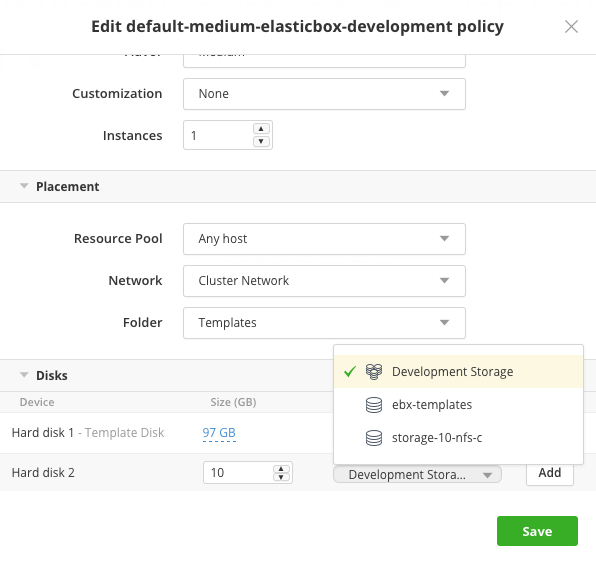 Edit default-medium-elasticbox-development policy
Customization None
Instances 1
Placement
Resource Pool Any host
Network Cluster Network
Folder Templates
Disks
Device Size (GB)
Development Storage
ebx-templates
storage-10-nfs-c
Hard disk 1 - Template Disk 97 GB
Hard disk 2 10 Development Stora... Add
Save